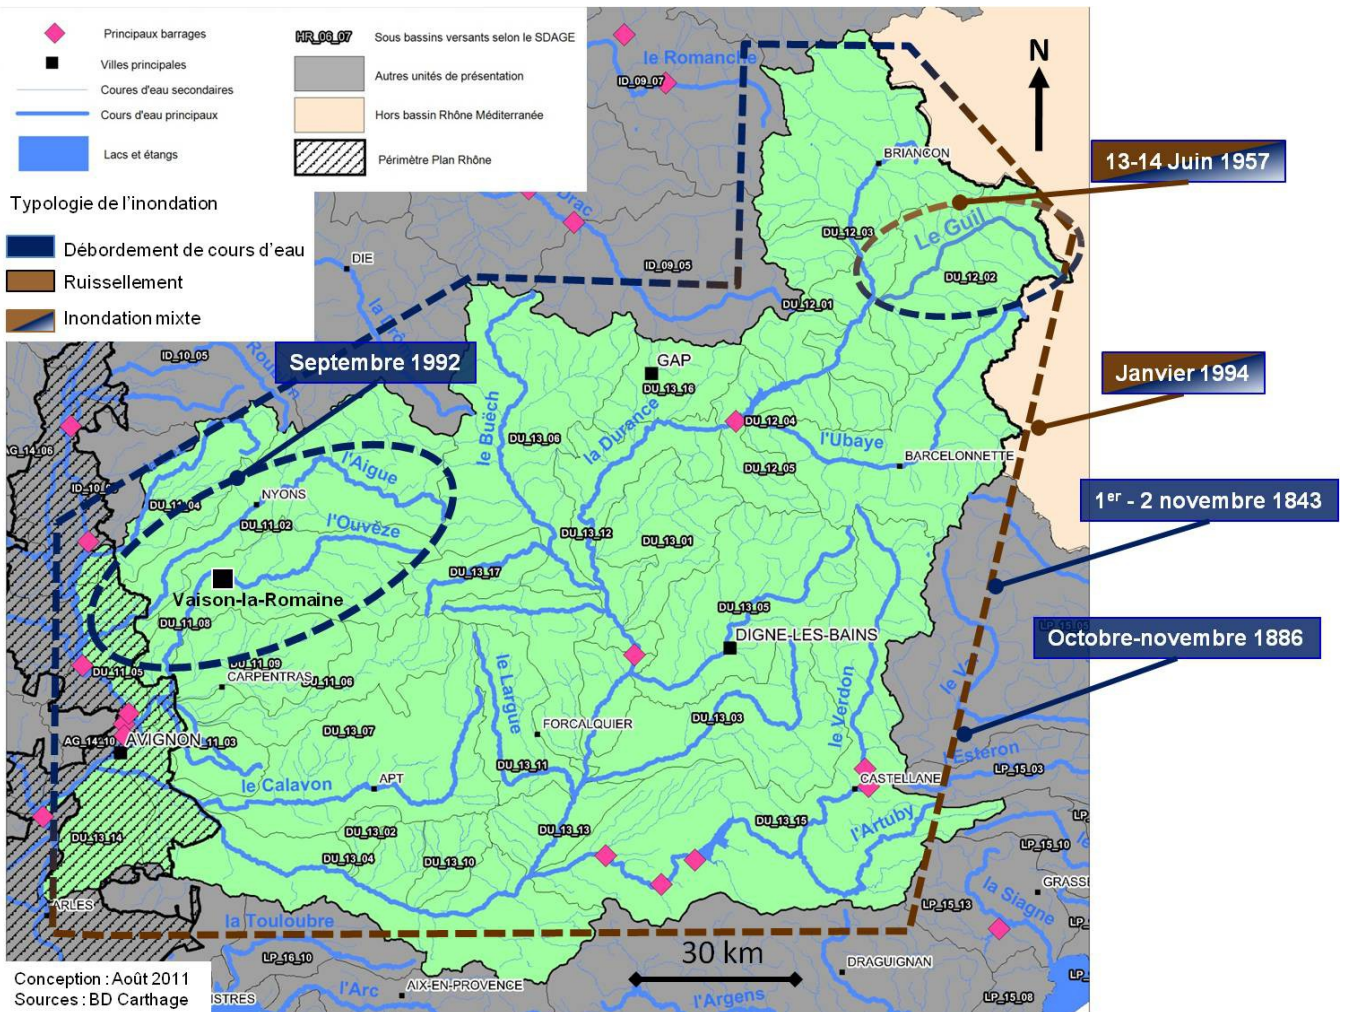 Principaux barrages
Villes principales
Coures d'eau secondaires
Cours d'eau principaux
Lacs et étangs
HR_06_07
Sous bassins versants selon le SDAGE
Autres unités de présentation
Hors bassin Rhône Méditerranée
Périmètre Plan Rhône
Typologie de l'inondation
Débordement de cours d'eau
Ruissellement
Inondation mixte
N
le Romanche
ID_09_07
BRIANCON
13-14 Juin 1957
Drac
DU_12_03
Le Guil
DIE
ID_09_05
DU_12_02
DU_12_01
ID_10_05
Septembre 1992
GAP
DU_13_16
Janvier 1994
le Buëch
la Durance
DU_12_04
DU_13_06
l'Ubaye
BARCELONNETTE
DU_12_05
AG_14_06
l'Aigue
NYONS
DU_11_04
DU_11_02
l'Ouvèze
1er - 2 novembre 1843
DU_13_12
DU_13_01
DU_13_17
Vaison-la-Romaine
DU_13_05
DU_11_08
DIGNE-LES-BAINS
Octobre-novembre 1886
DU_11_09
DU_11_05
CARPENTRAS
DU_11_06
le Largue
le Verdon
le V
DU_13_03
FORCALQUIER
DU_13_07
AG_14_10
AVIGNON
11_03
Esteron
DU_13_11
LP_15_03
le Calavon
APT
CASTELLANE
DU_13_14
DU_13_02
DU_13_13
DU_13_15
l'Artuby
DU_13_04
DU_13_10
LP_15_10
GRASSE
la Siagne
ARLES
LP_15_13
la Touloubre
30 km
LP_16_10
DRAGUIGNAN
Conception : Août 2011
Sources : BD Carthage
ISTRES
l'Arc
AIX-EN-PROVENCE
l'Argens
LP_15_08